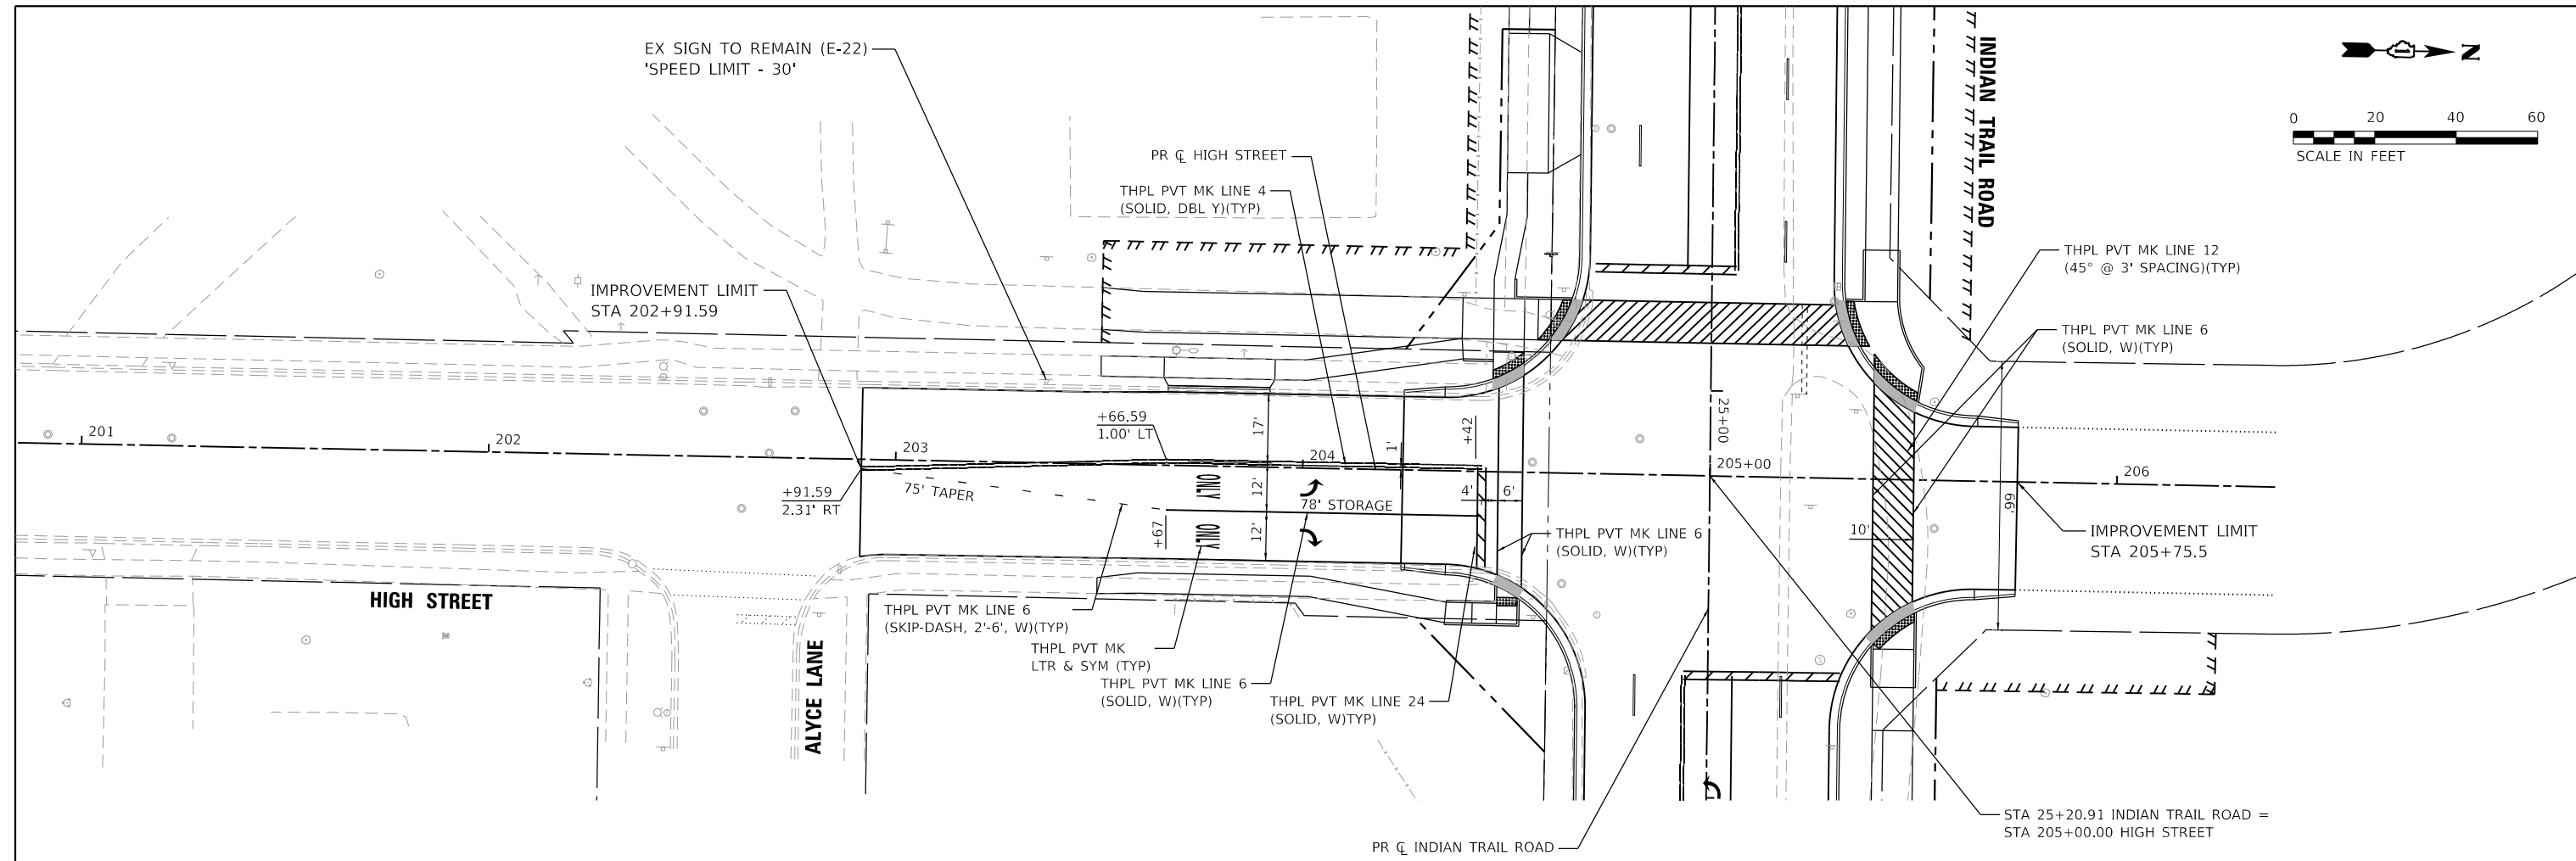 EX SIGN TO REMAIN (E-22)
'SPEED LIMIT - 30'
INDIAN TRAIL ROAD
N
0 20 40 60
SCALE IN FEET
PR ℄ HIGH STREET
THPL PVT MK LINE 4
(SOLID, DBL Y)(TYP)
THPL PVT MK LINE 12
(45° @ 3' SPACING)(TYP)
IMPROVEMENT LIMIT
STA 202+91.59
THPL PVT MK LINE 6
(SOLID, W)(TYP)
201
202
203
204
205+00
206
25+00
+66.59
1.00' LT
17'
1'
+42
+91.59
2.31' RT
75' TAPER
ONLY
12'
78' STORAGE
4'
6'
+67
ONLY
12'
10'
66'
THPL PVT MK LINE 6
(SOLID, W)(TYP)
IMPROVEMENT LIMIT
STA 205+75.5
HIGH STREET
ALYCE LANE
THPL PVT MK LINE 6
(SKIP-DASH, 2'-6', W)(TYP)
THPL PVT MK
LTR & SYM (TYP)
THPL PVT MK LINE 6
(SOLID, W)(TYP)
THPL PVT MK LINE 24
(SOLID, W)TYP)
STA 25+20.91 INDIAN TRAIL ROAD =
STA 205+00.00 HIGH STREET
PR ℄ INDIAN TRAIL ROAD